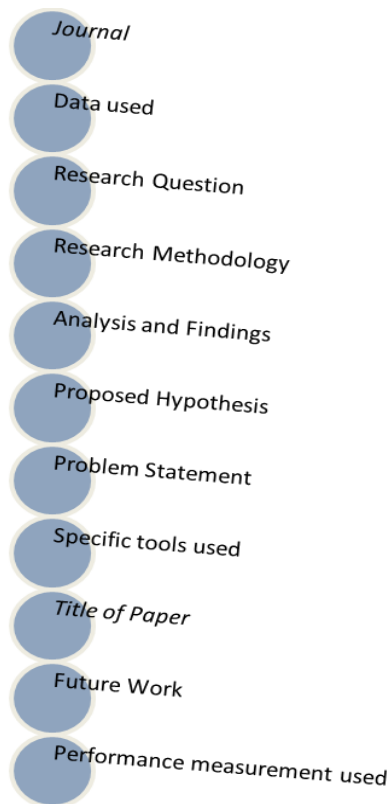 Journal
Data used
Research Question
Research Methodology
Analysis and Findings
Proposed Hypothesis
Problem Statement
Specific tools used
Title of Paper
Future Work
Performance measurement used